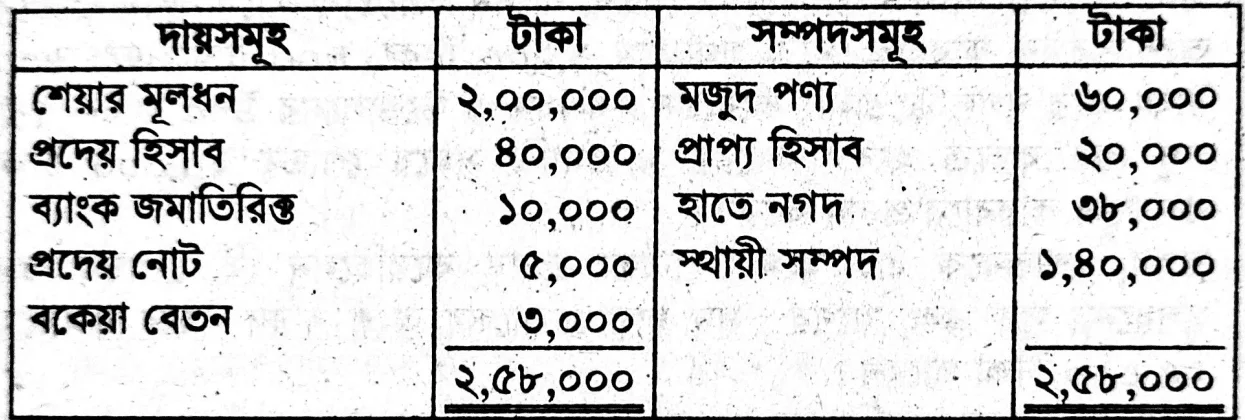 দায়সমূহ টাকা সম্পদসমূহ টাকা
শেয়ার মূলধন ২,০০,০০০ মজুদ পণ্য ৬০,০০০
প্রদেয় হিসাব ৪০,০০০ প্রাপ্য হিসাব ২০,০০০
ব্যাংক জমাতিরিক্ত ১০,০০০ হাতে নগদ ৩৮,০০০
প্রদেয় নোট ৫,০০০ স্থায়ী সম্পদ ১,৪০,০০০
বকেয়া বেতন ৩,০০০
২,৫৮,০০০ ২,৫৮,০০০